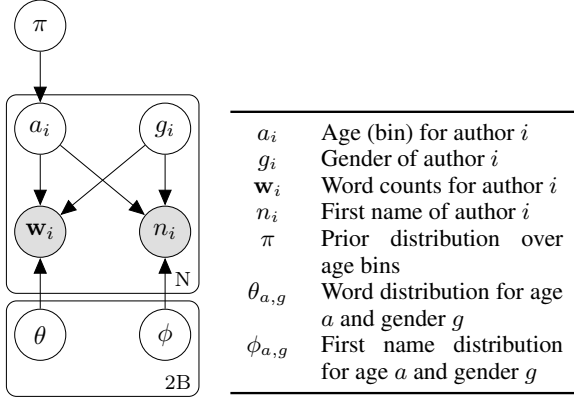 π
a_i g_i
w_i n_i
N
θ ϕ
2B
a_i Age (bin) for author i
g_i Gender of author i
w_i Word counts for author i
n_i First name of author i
π Prior distribution over
age bins
θ_{a,g} Word distribution for age
a and gender g
ϕ_{a,g} First name distribution
for age a and gender g